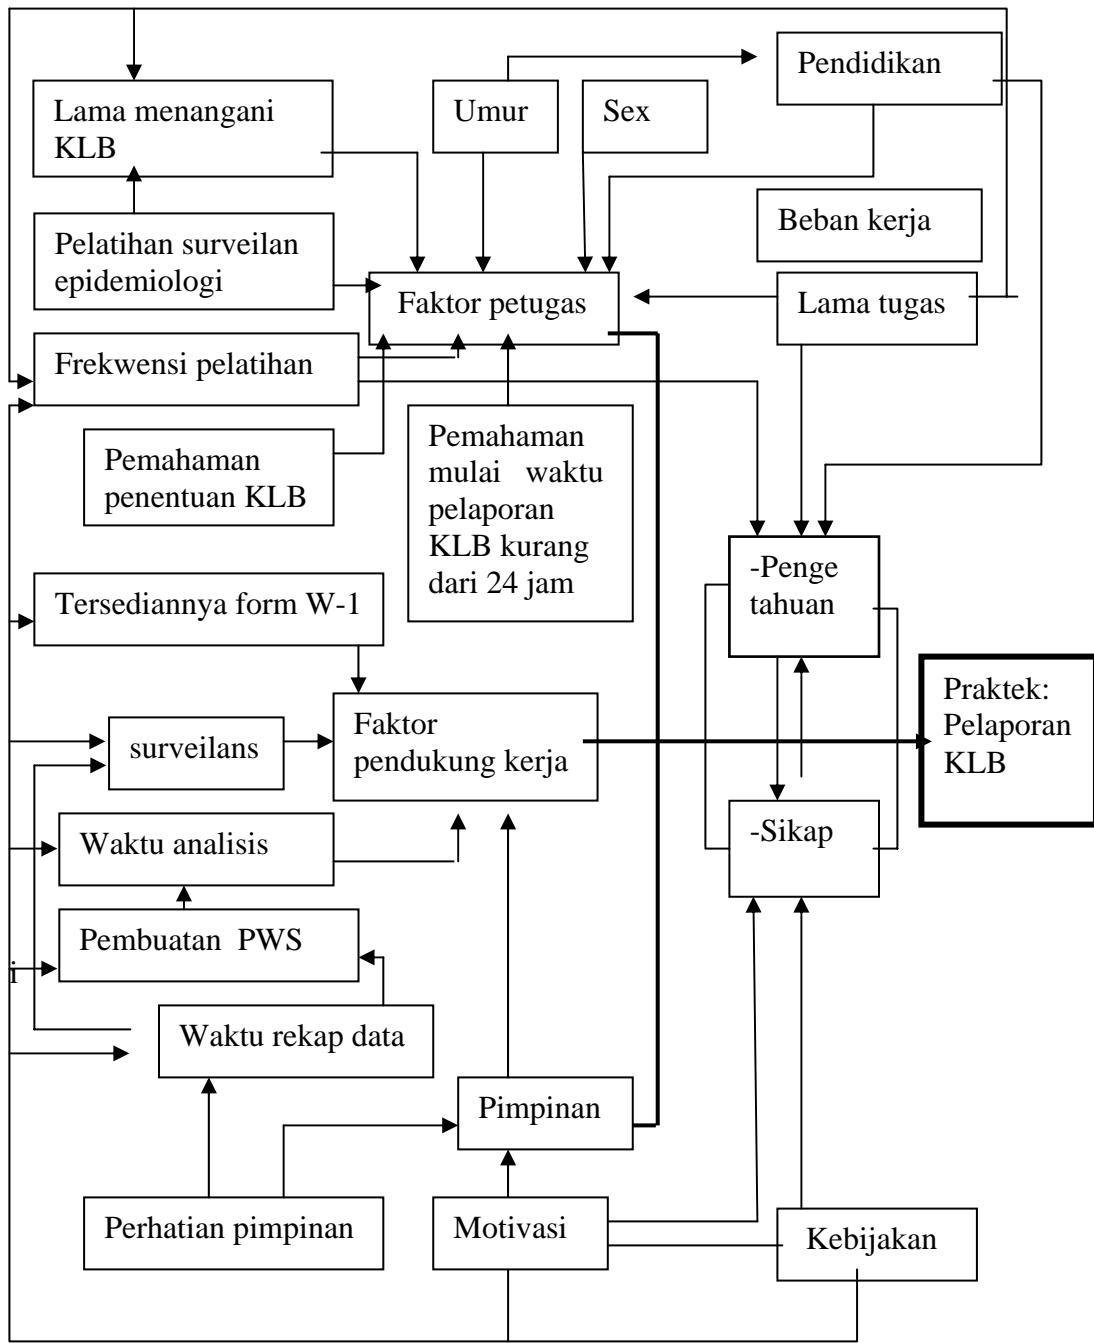 Pendidikan
Lama menangani
KLB
Umur
Sex
Beban kerja
Pelatihan surveilan
epidemiologi
Faktor petugas
Lama tugas
Frekwensi pelatihan
Pemahaman
penentuan KLB
Pemahaman
mulai waktu
pelaporan
KLB kurang
dari 24 jam
-Penge
tahuan
Tersediannya form W-1
Praktek:
Pelaporan
KLB
Faktor
pendukung kerja
surveilans
-Sikap
Waktu analisis
Pembuatan PWS
i
Waktu rekap data
Pimpinan
Perhatian pimpinan
Motivasi
Kebijakan